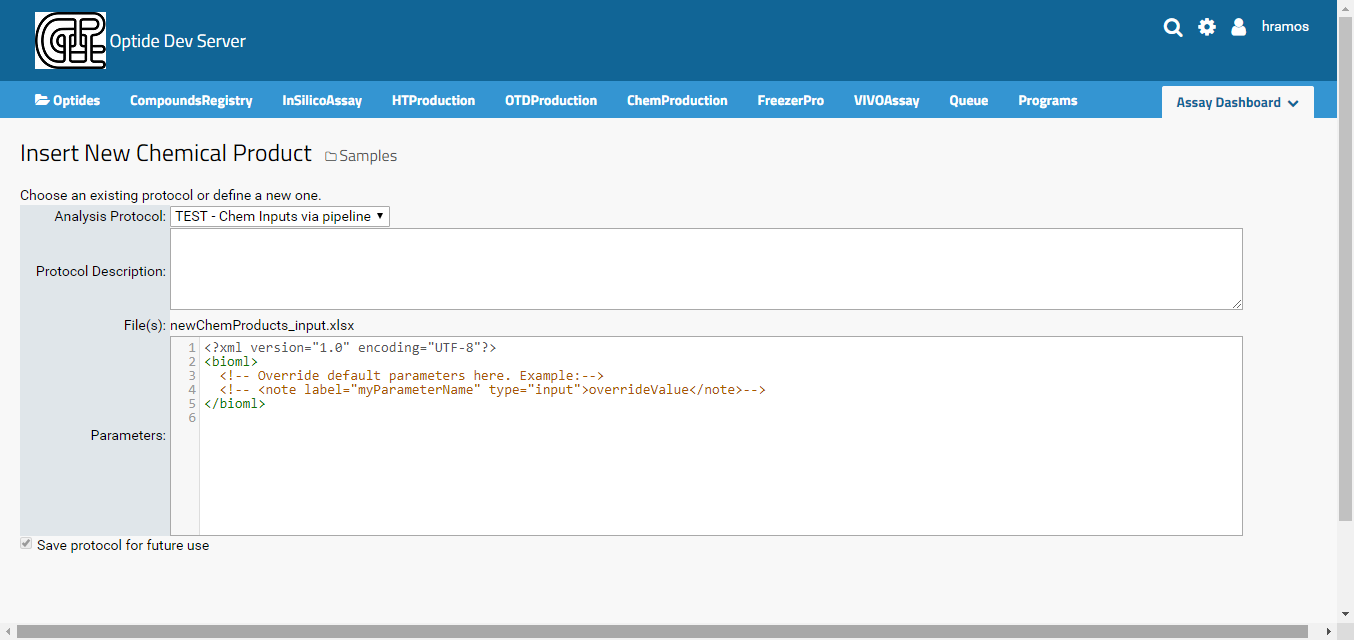 Optide Dev Server
hramos
Optides CompoundsRegistry InSilicoAssay HTProduction OTDProduction ChemProduction FreezerPro VIVOAssay Queue Programs Assay Dashboard
Insert New Chemical Product Samples
Choose an existing protocol or define a new one.
Analysis Protocol: TEST - Chem Inputs via pipeline
Protocol Description:
File(s): newChemProducts_input.xlsx
1 <?xml version="1.0" encoding="UTF-8"?>
2 <bioml>
3 <!-- Override default parameters here. Example:-->
4 <!-- <note label="myParameterName" type="input">overrideValue</note>-->
5 </bioml>
6
Parameters:
Save protocol for future use